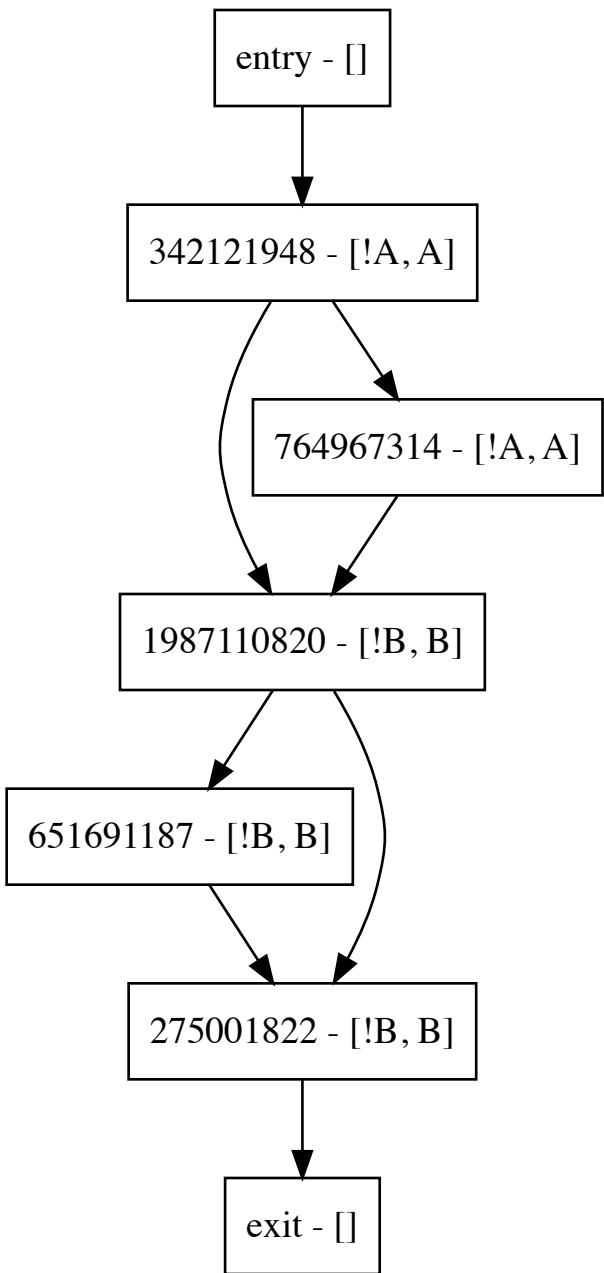 entry - []
342121948 - [!A, A]
764967314 - [!A, A]
1987110820 - [!B, B]
651691187 - [!B, B]
275001822 - [!B, B]
exit - []